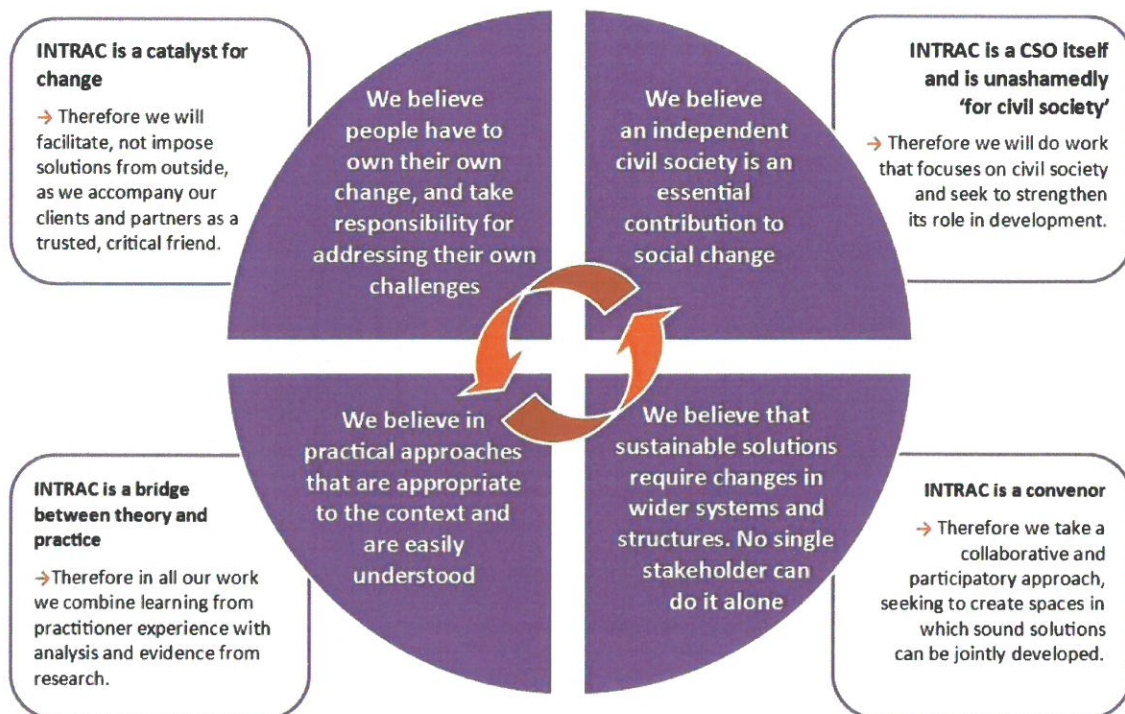 INTRAC is a catalyst for
change
→ Therefore we will
facilitate, not impose
solutions from outside,
as we accompany our
clients and partners as a
trusted, critical friend.
We believe
people have to
own their own
change, and take
responsibility for
addressing their own
challenges
We believe
an independent
civil society is an
essential
contribution to
social change
INTRAC is a CSO itself
and is unashamedly
‘for civil society’
→ Therefore we will do work
that focuses on civil society
and seek to strengthen
its role in development.
INTRAC is a bridge
between theory and
practice
→Therefore in all our work
we combine learning from
practitioner experience with
analysis and evidence from
research.
We believe in
practical approaches
that are appropriate
to the context and
are easily
understood
We believe that
sustainable solutions
require changes in
wider systems and
structures. No single
stakeholder can
do it alone
INTRAC is a convenor
→ Therefore we take a
collaborative and
participatory approach,
seeking to create spaces in
which sound solutions
can be jointly developed.